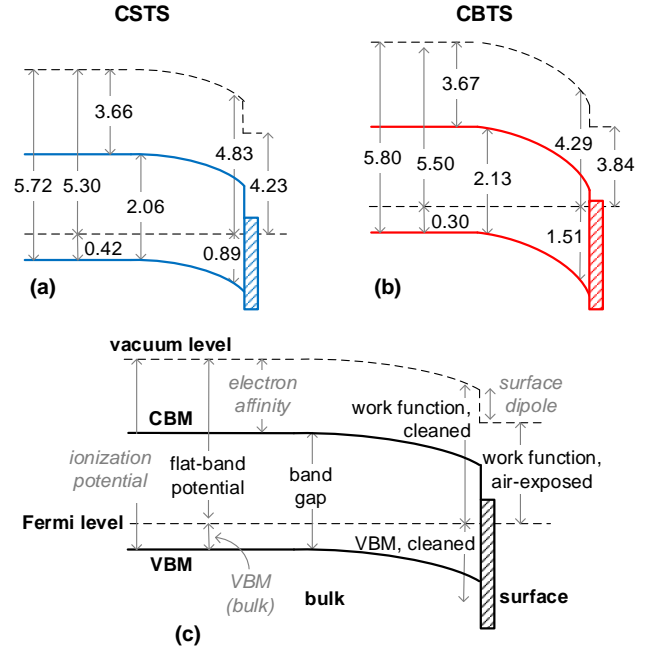 CSTS
3.66
4.83
4.23
5.72
5.30
2.06
0.42
0.89
(a)
CBTS
3.67
4.29
3.84
5.80
5.50
2.13
0.30
1.51
(b)
vacuum level
electron
affinity
surface
dipole
work function,
cleaned
CBM
ionization
potential
flat-band
potential
band
gap
work function,
air-exposed
Fermi level
VBM, cleaned
VBM
VBM
(bulk)
bulk
surface
(c)